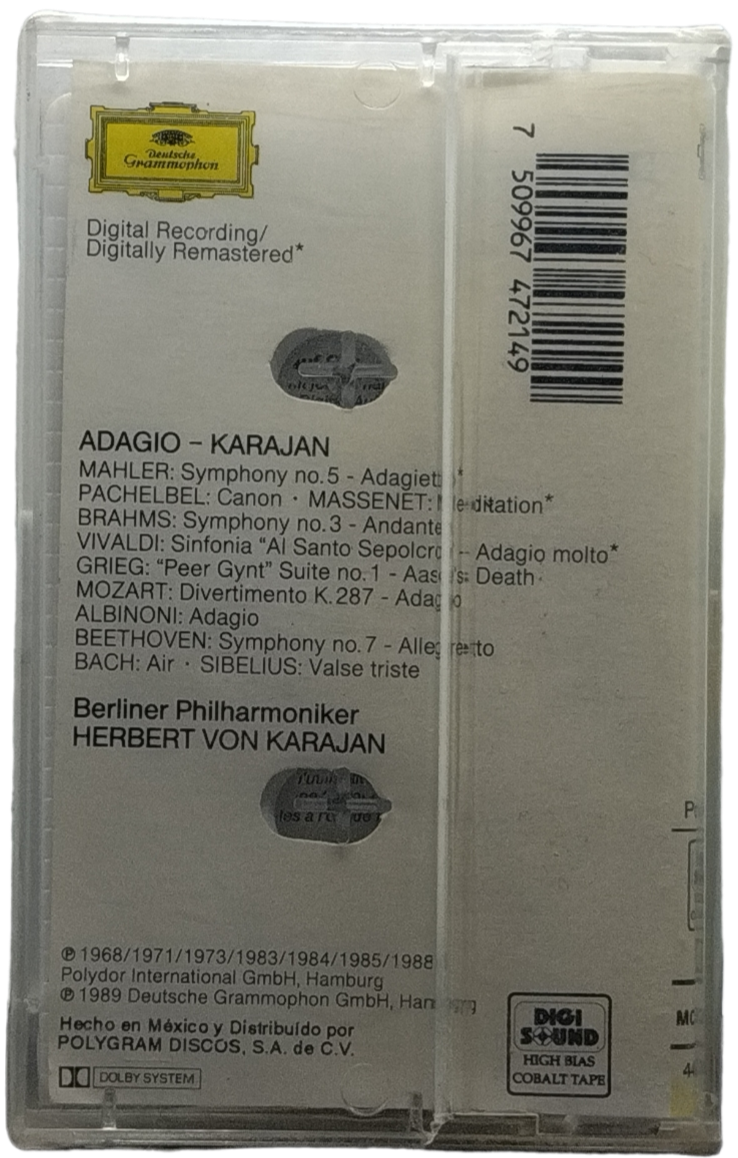 Deutsche
Grammophon
Digital Recording/
Digitally Remastered*
7 509967 472149
ADAGIO – KARAJAN
MAHLER: Symphony no.5 - Adagietto*
PACHELBEL: Canon · MASSENET: Meditation*
BRAHMS: Symphony no.3 - Andante
VIVALDI: Sinfonia “Al Santo Sepolcro” – Adagio molto*
GRIEG: “Peer Gynt” Suite no.1 - Aase's Death
MOZART: Divertimento K.287 - Adagio
ALBINONI: Adagio
BEETHOVEN: Symphony no.7 - Allegretto
BACH: Air · SIBELIUS: Valse triste
Berliner Philharmoniker
HERBERT VON KARAJAN
℗ 1968/1971/1973/1983/1984/1985/1988
Polydor International GmbH, Hamburg
℗ 1989 Deutsche Grammophon GmbH, Hamburg
Hecho en México y Distribuído por
POLYGRAM DISCOS, S.A. de C.V.
DOLBY SYSTEM
DIGI
SOUND
HIGH BIAS
COBALT TAPE